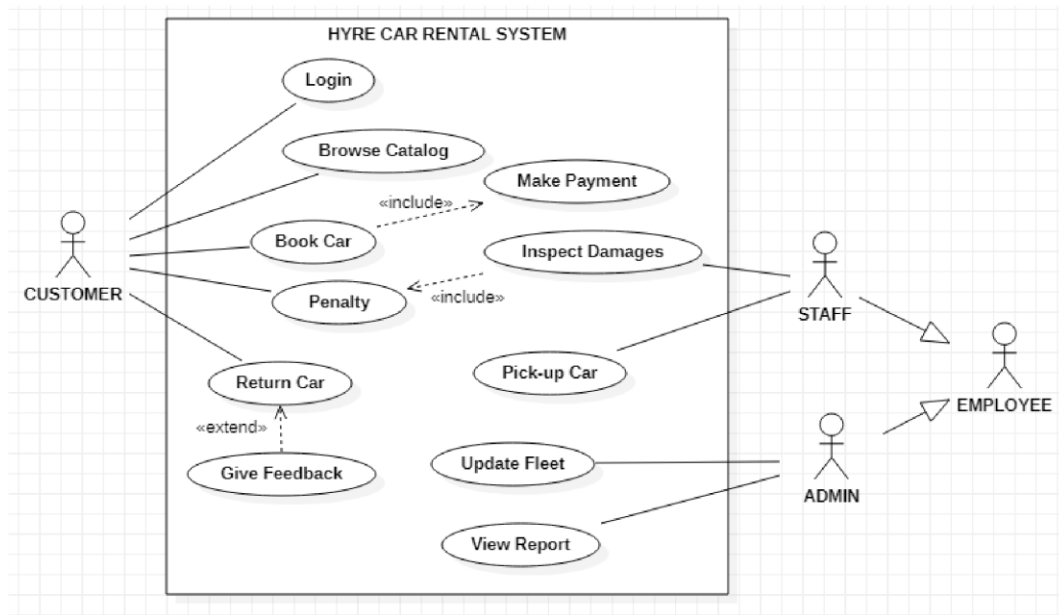 HYRE CAR RENTAL SYSTEM
Login
Browse Catalog
Make Payment
«include»
Book Car
Inspect Damages
CUSTOMER
Penalty
«include»
STAFF
Return Car
Pick-up Car
EMPLOYEE
«extend»
Give Feedback
Update Fleet
ADMIN
View Report